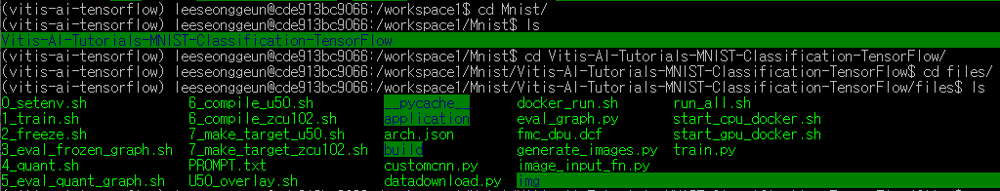 (vitis-ai-tensorflow) leeseonggeun@cde913bc9066:/workspace1$ cd Mnist/
(vitis-ai-tensorflow) leeseonggeun@cde913bc9066:/workspace1/Mnist$ ls
Vitis-AI-Tutorials-MNIST-Classification-TensorFlow
(vitis-ai-tensorflow) leeseonggeun@cde913bc9066:/workspace1/Mnist$ cd Vitis-AI-Tutorials-MNIST-Classification-TensorFlow/
(vitis-ai-tensorflow) leeseonggeun@cde913bc9066:/workspace1/Mnist/Vitis-AI-Tutorials-MNIST-Classification-TensorFlow$ cd files/
(vitis-ai-tensorflow) leeseonggeun@cde913bc9066:/workspace1/Mnist/Vitis-AI-Tutorials-MNIST-Classification-TensorFlow/files$ ls
0_setenv.sh 6_compile_u50.sh __pycache__ docker_run.sh run_all.sh
1_train.sh 6_compile_zcu102.sh application eval_graph.py start_cpu_docker.sh
2_freeze.sh 7_make_target_u50.sh arch.json fmc_dpu.dcf start_gpu_docker.sh
3_eval_frozen_graph.sh 7_make_target_zcu102.sh build generate_images.py train.py
4_quant.sh PROMPT.txt customcnn.py image_input_fn.py
5_eval_quant_graph.sh U50_overlay.sh datadownload.py img